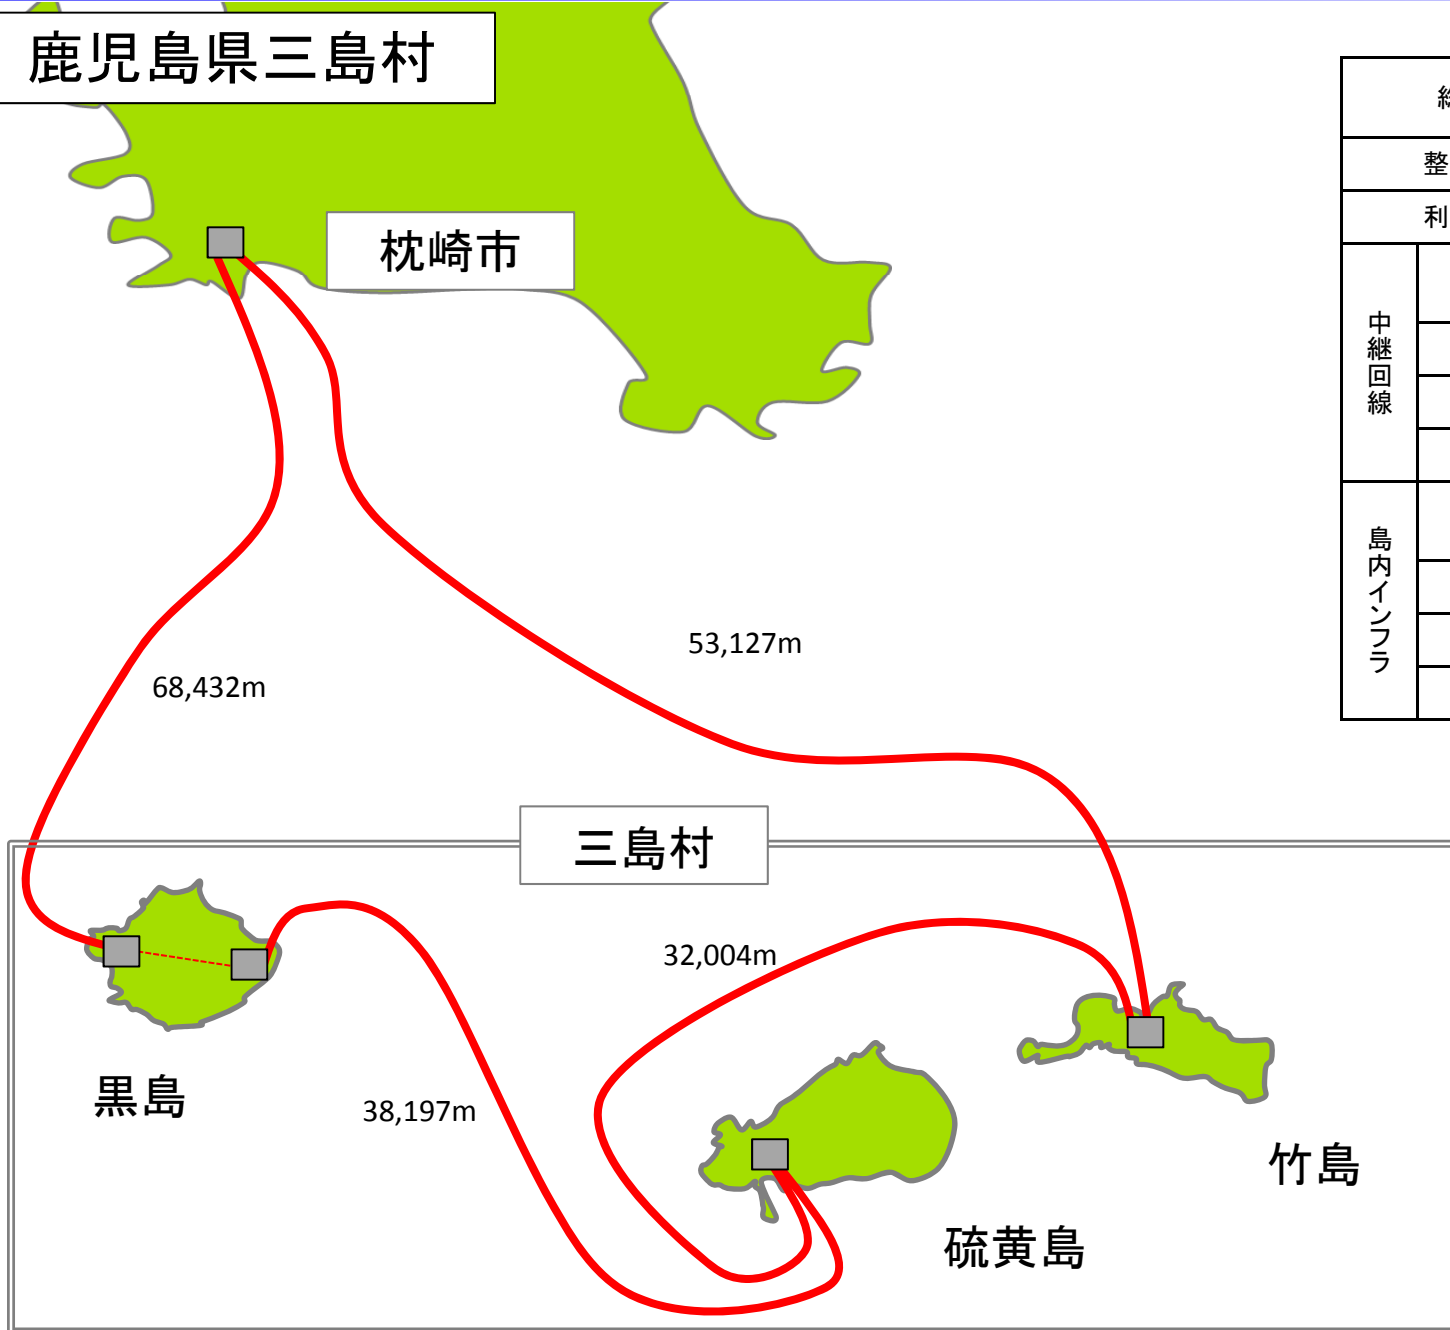 鹿児島県三島村
枕崎市
整
利
中継回線
島内インフラ
53,127m
68,432m
三島村
32,004m
黒島
38,197m
竹島
硫黄島